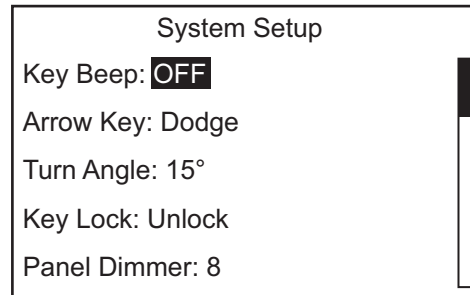 System Setup
Key Beep: OFF
Arrow Key: Dodge
Turn Angle: 15°
Key Lock: Unlock
Panel Dimmer: 8